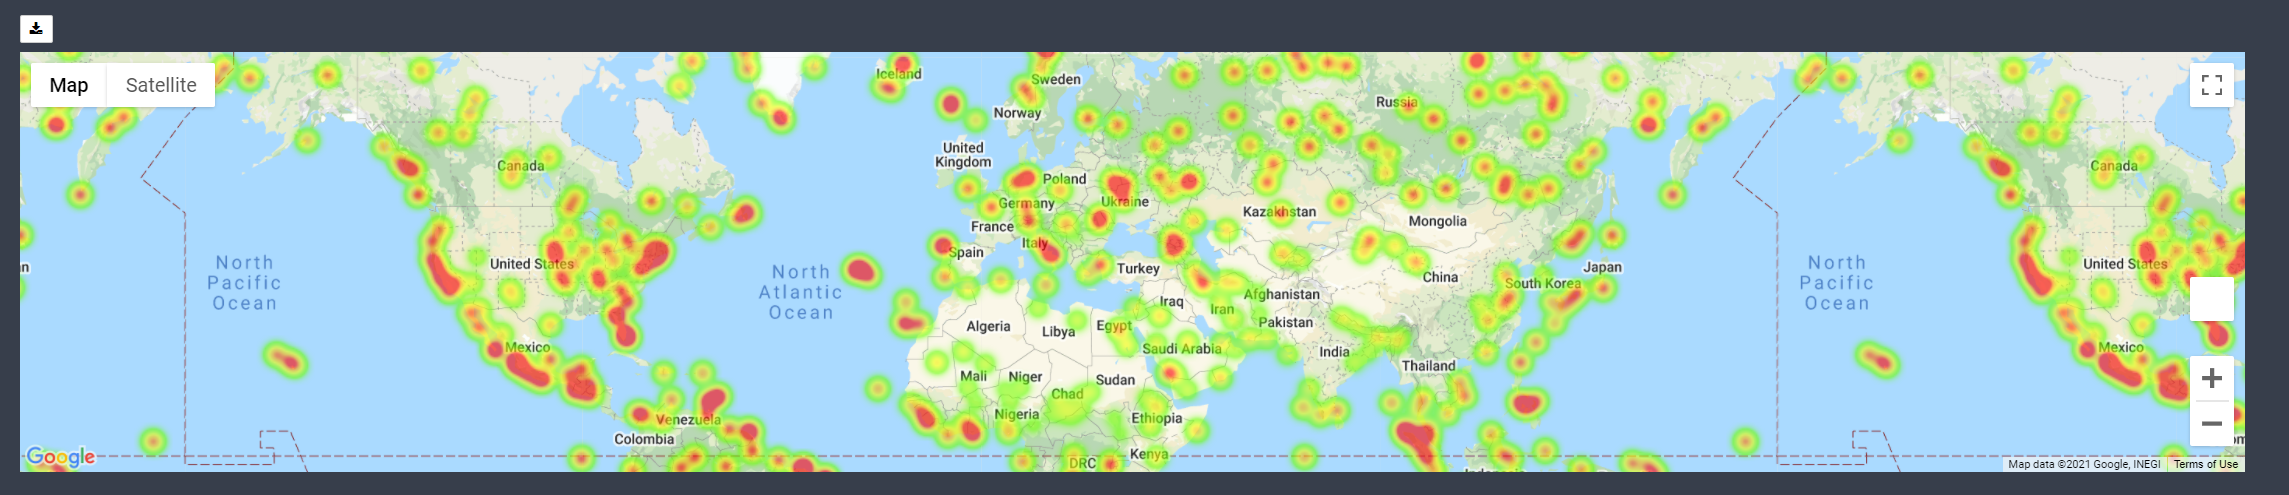 Map
Satellite
Iceland
Sweden
Norway
Russia
United
Kingdom
Canada
Canada
Poland
Germany
Ukraine
Kazakhstan
Mongolia
France
Italy
Spain
United States
United States
North
Pacific
Ocean
North
Atlantic
Ocean
North
Pacific
Ocean
Turkey
China
South Korea
Japan
Iraq
Iran
Afghanistan
Pakistan
Algeria
Libya
Egypt
Saudi Arabia
India
Mexico
Mexico
Thailand
Mali
Niger
Sudan
Chad
Nigeria
Ethiopia
Venezuela
Colombia
DRC
Kenya
Google
Map data ©2021 Google, INEGI
Terms of Use